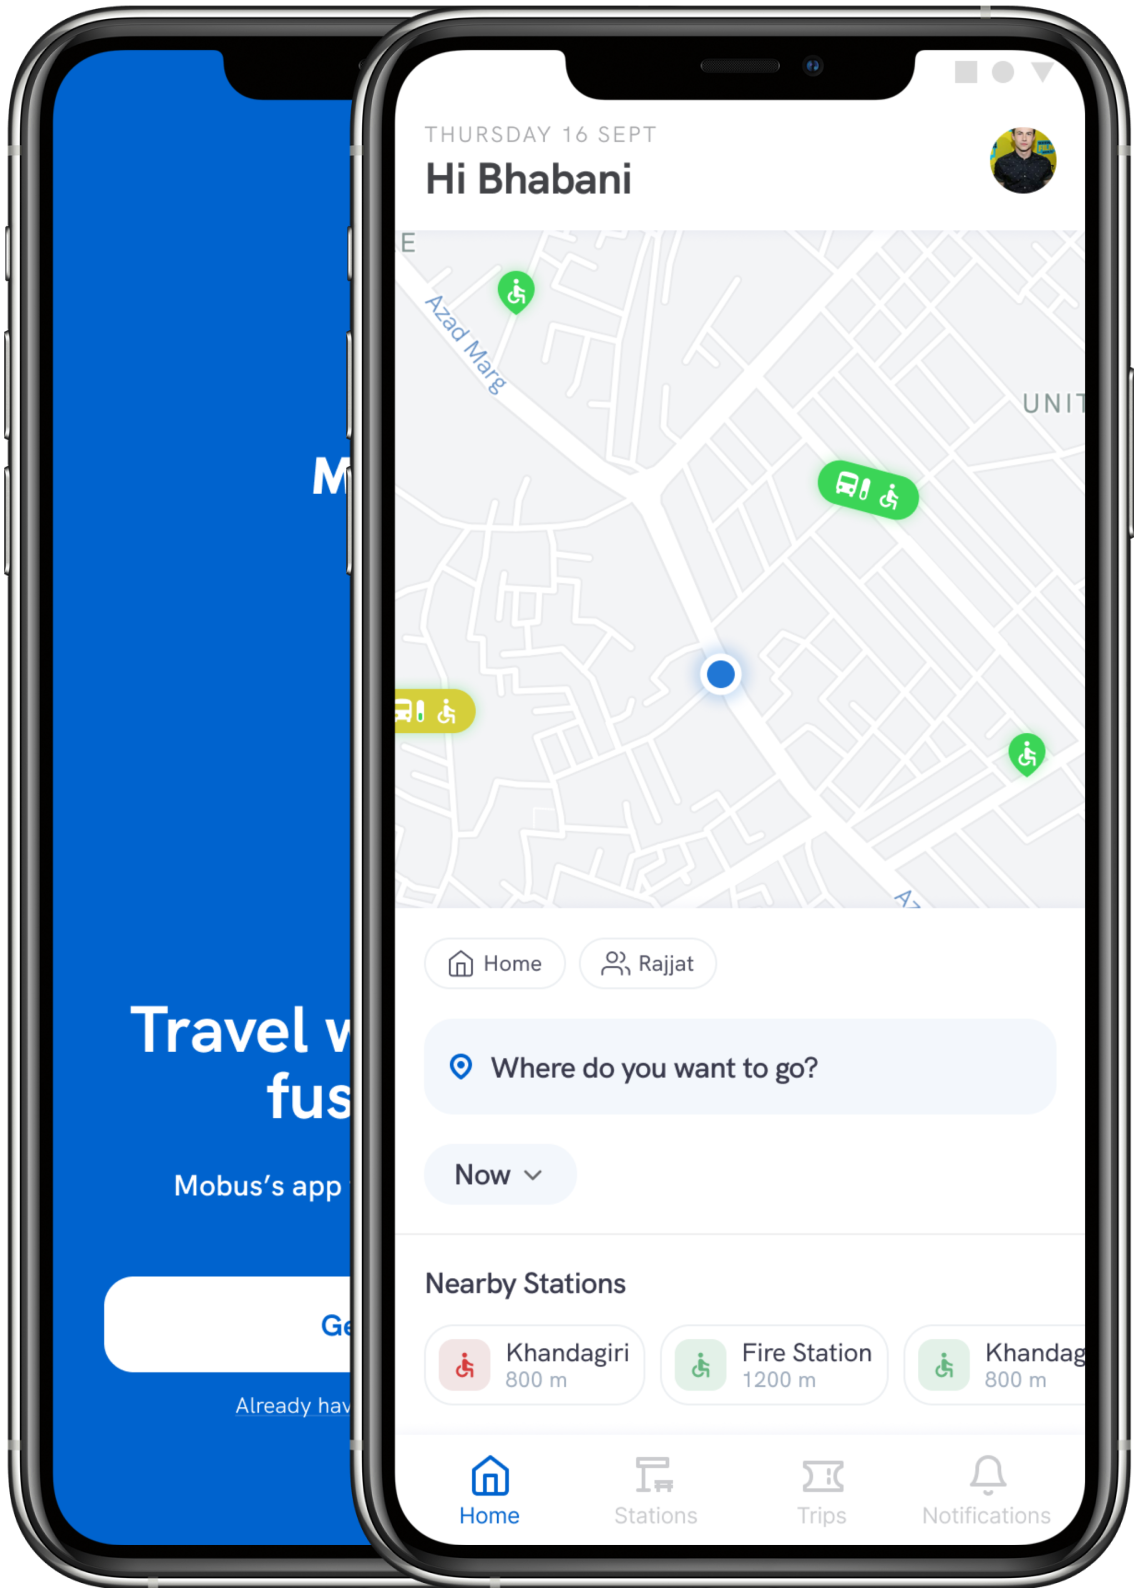 M
Travel w
fus
Mobus’s app
Ge
Already hav
THURSDAY 16 SEPT
Hi Bhabani
E
Azad Marg
UNIT
Az
Home
Rajjat
Where do you want to go?
Now
Nearby Stations
Khandagiri
800 m
Fire Station
1200 m
Khandag
800 m
Home
Stations
Trips
Notifications